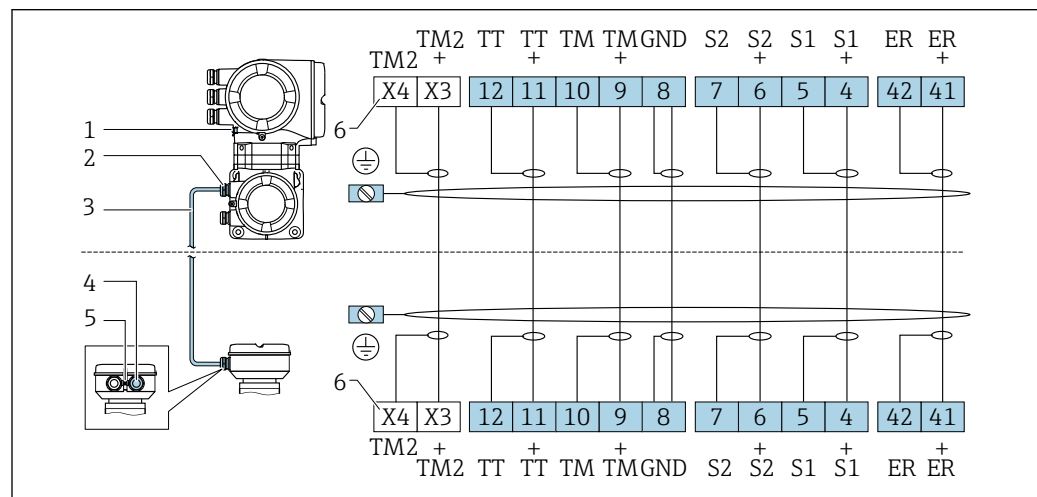 TM2 TT TT TM TM GND S2 S2 S1 S1 ER ER
TM2 + + + + + +
X4 X3 12 11 10 9 8 7 6 5 4 42 41
6
1
2
3
4
5
6
X4 X3 12 11 10 9 8 7 6 5 4 42 41
TM2 + + + + + +
TM2 TT TT TM TM GND S2 S2 S1 S1 ER ER